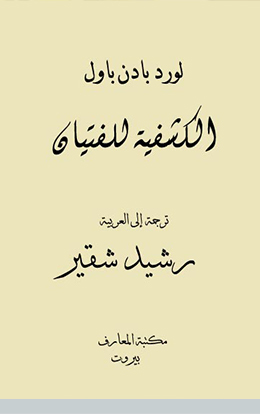 لورد بادن باول
الكشفية للفتيان
ترجمة إلى العربية
رشيد شقير
مكتبة المعارف
بيروت